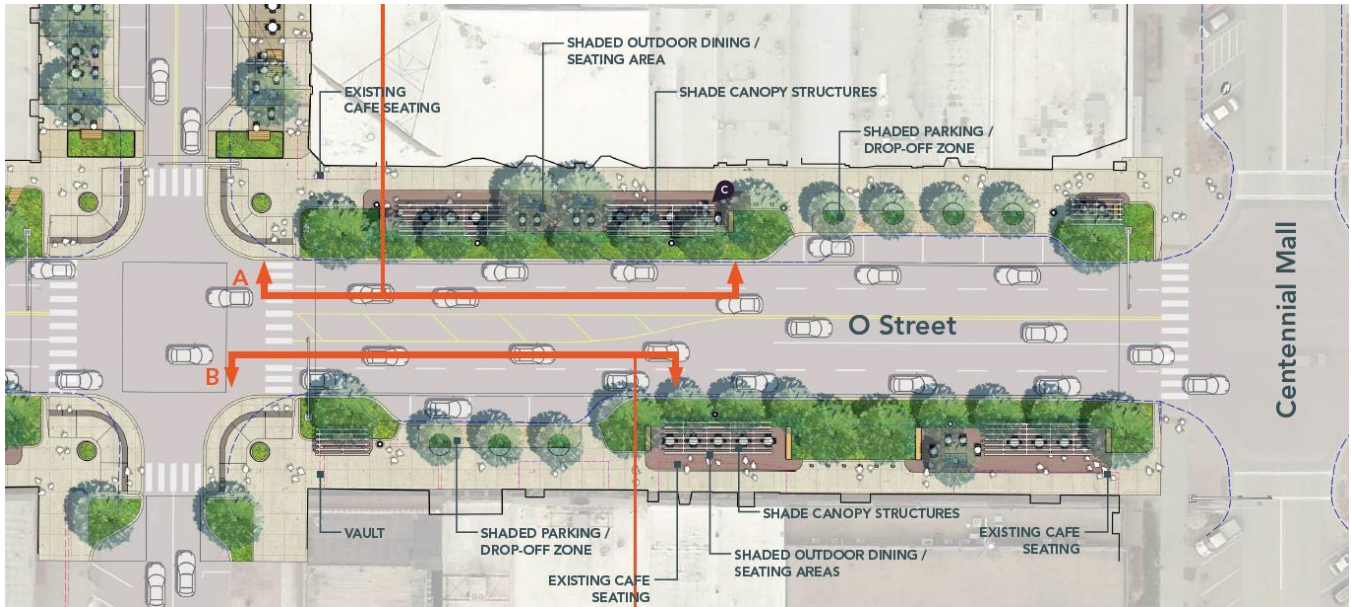 SHADED OUTDOOR DINING /
SEATING AREA
EXISTING
CAFE SEATING
SHADE CANOPY STRUCTURES
SHADED PARKING /
DROP-OFF ZONE
C
A
O Street
Centennial Mall
B
VAULT
SHADED PARKING /
DROP-OFF ZONE
EXISTING CAFE
SEATING
SHADE CANOPY STRUCTURES
SHADED OUTDOOR DINING /
SEATING AREAS
EXISTING CAFE
SEATING